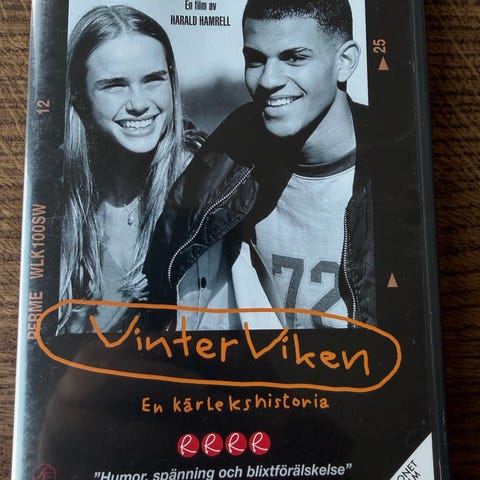 En film av
HARALD HAMRELL
25
12
WLK100SW
72
VinterViken
En kärlekshistoria
R R R R
"Humor, spänning och blixtförälskelse"